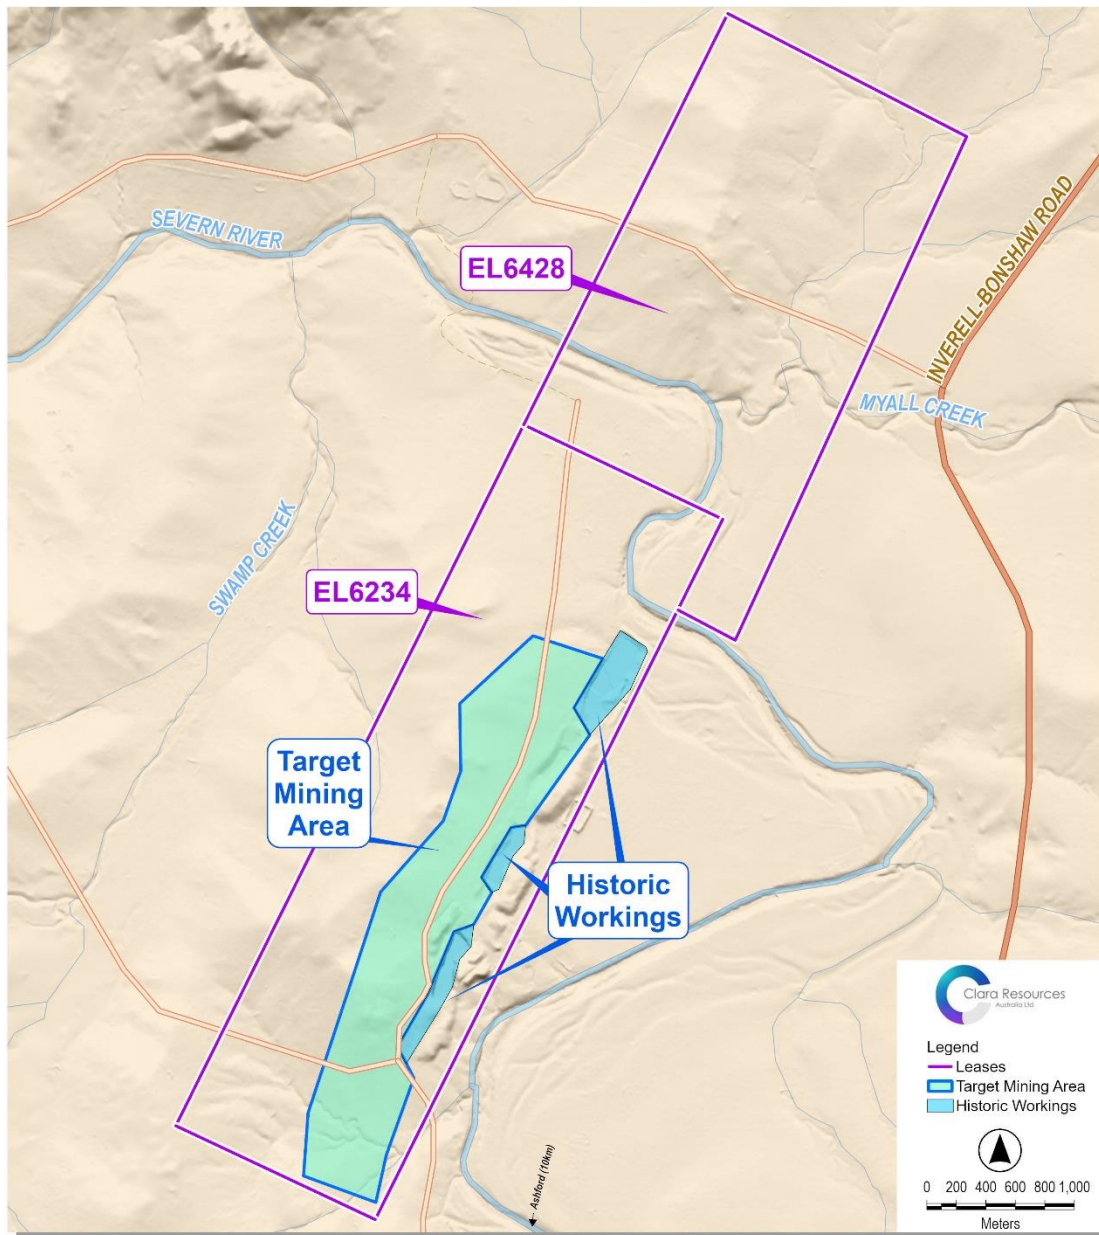 SEVERN RIVER
EL6428
INVERELL-BONSHAW ROAD
MYALL CREEK
SWAMP CREEK
EL6234
Target
Mining
Area
Historic
Workings
Ashford (10km)
Clara Resources
Australia Ltd
Legend
Leases
Target Mining Area
Historic Workings
0 200 400 600 800 1,000
Meters